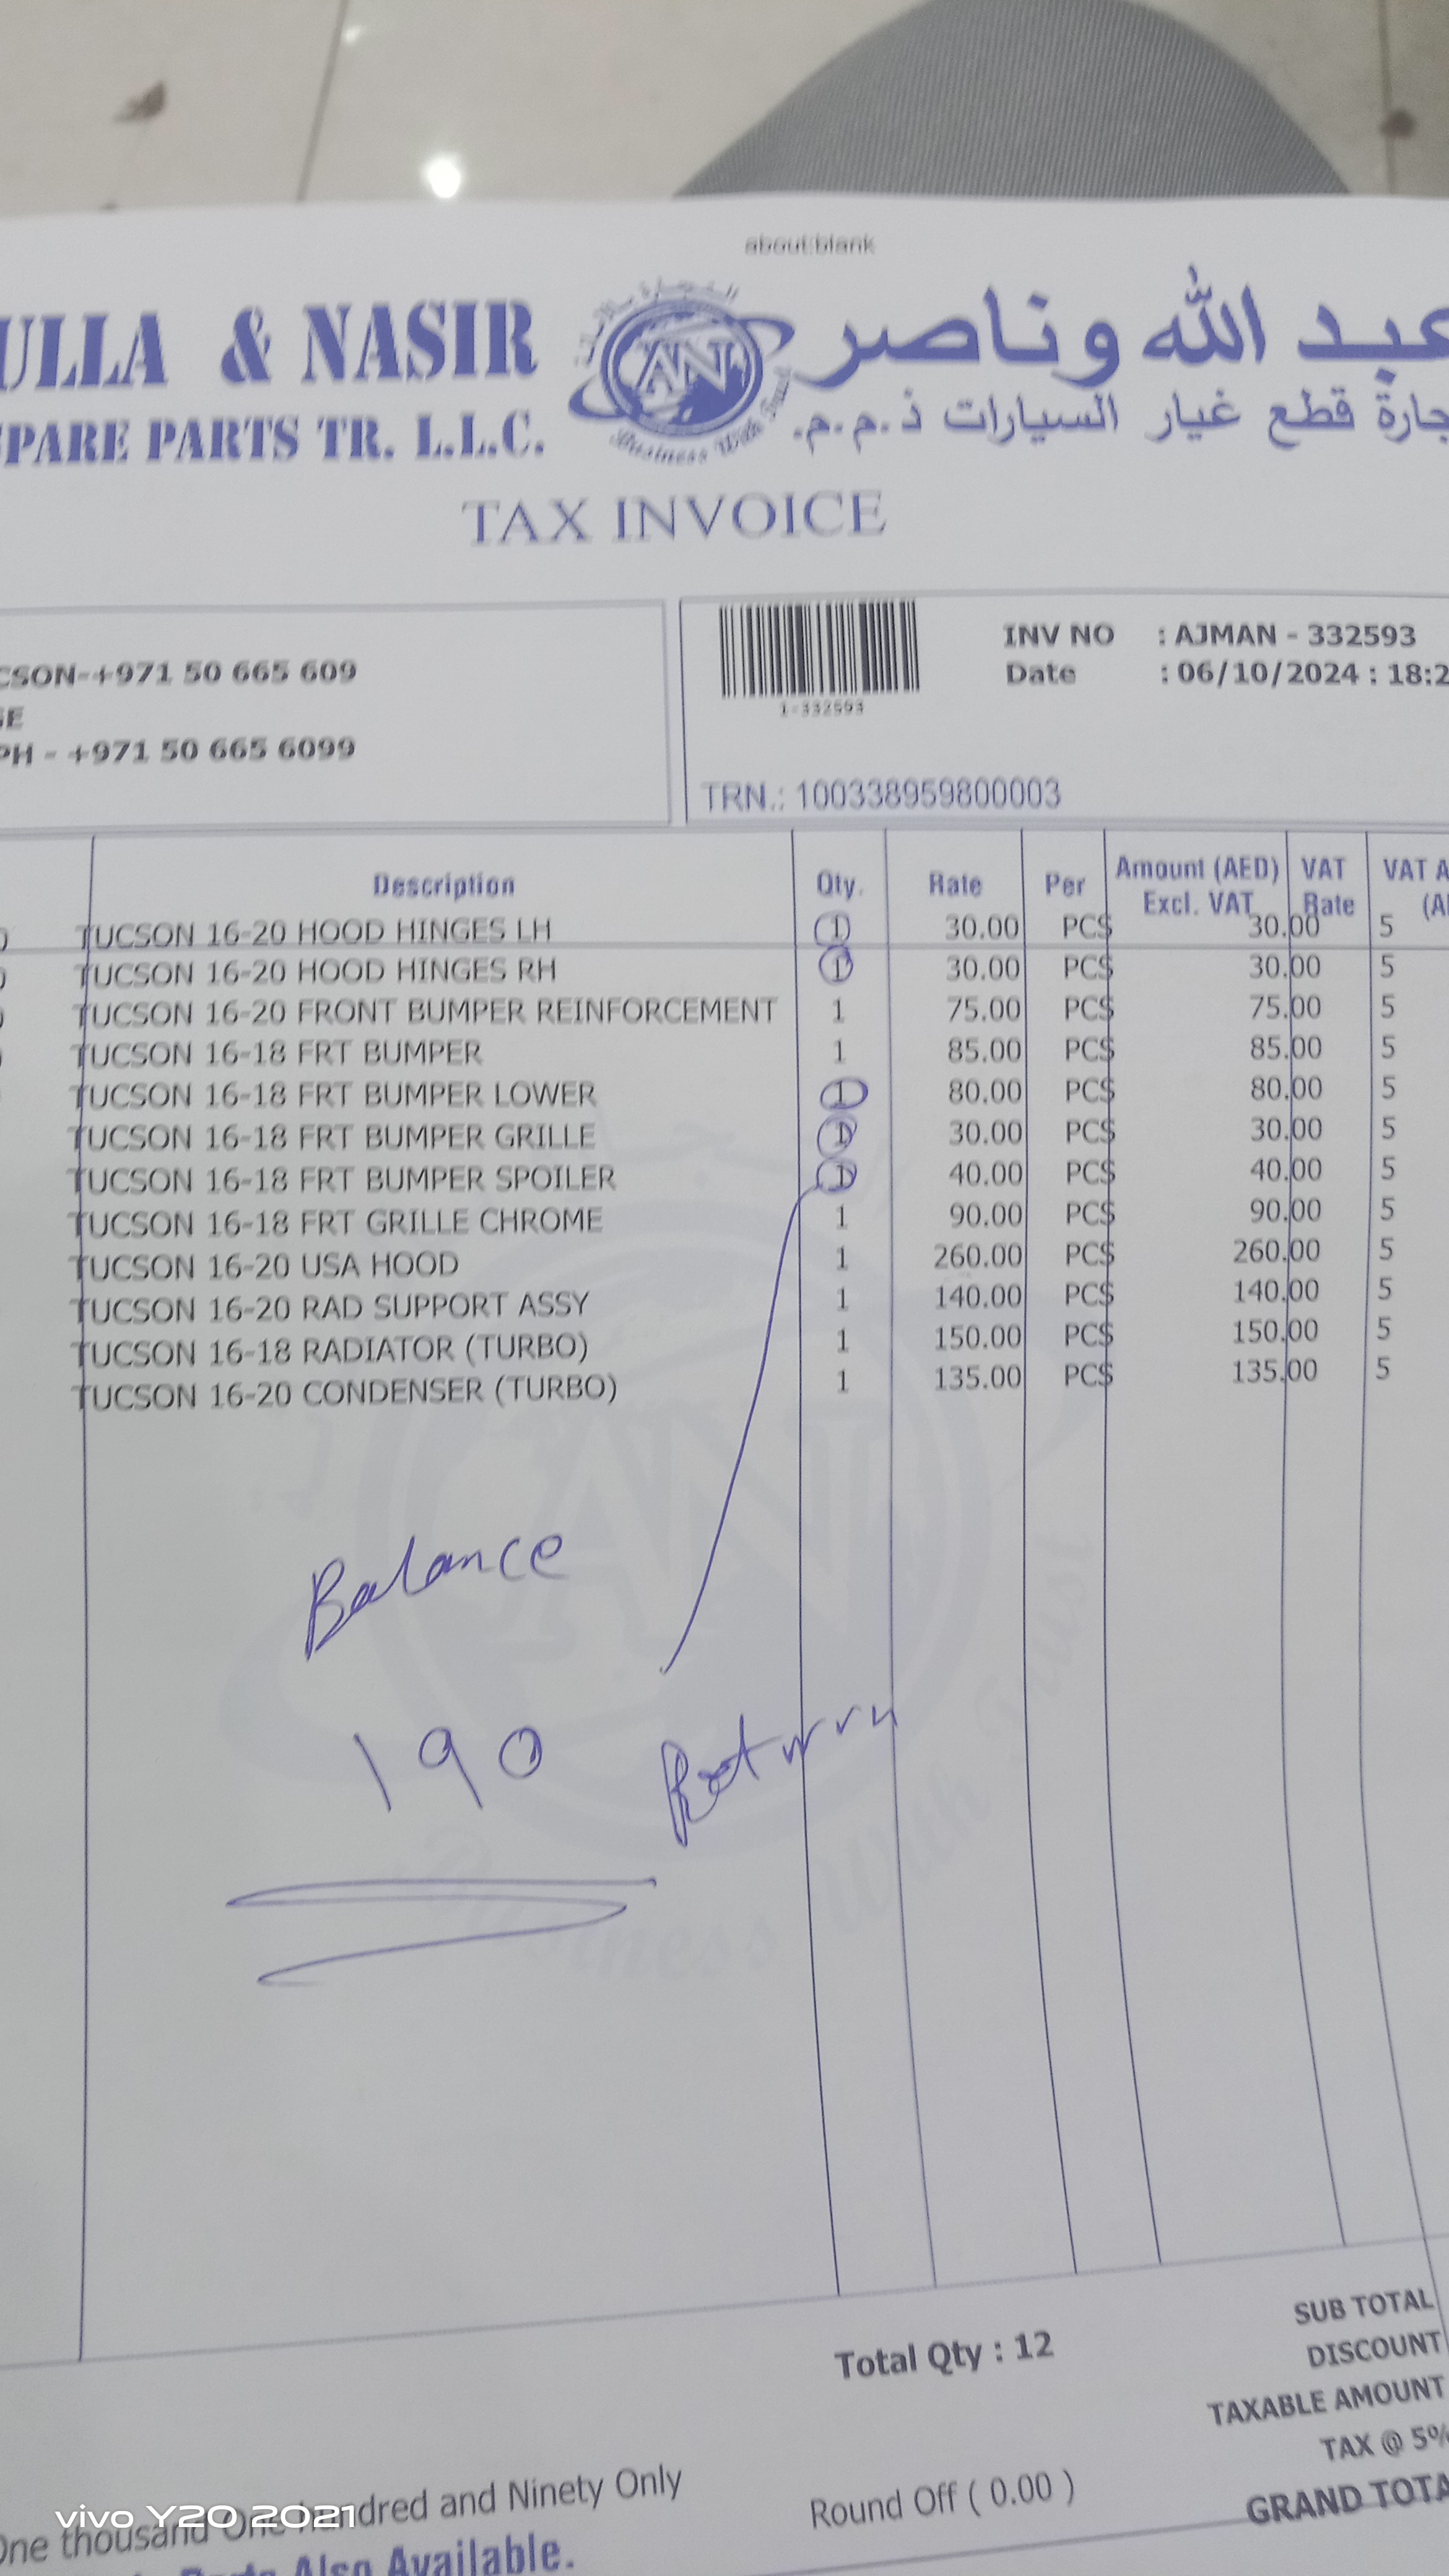 about:blank
ULLA & NASIR
عبد الله وناصر
PARE PARTS TR. L.L.C.
جارة قطع غيار السيارات ذ.م.م.
AN
Business With Trust
TAX INVOICE
CSON-+971 50 665 609
GE
PH - +971 50 665 6099
1-332593
INV NO : AJMAN - 332593
Date : 06/10/2024 : 18:2
TRN.: 100338959800003
Description Qty. Rate Per Amount (AED) Excl. VAT VAT Rate VAT A (AE
TUCSON 16-20 HOOD HINGES LH 1 30.00 PCS 30.00 5
TUCSON 16-20 HOOD HINGES RH 1 30.00 PCS 30.00 5
TUCSON 16-20 FRONT BUMPER REINFORCEMENT 1 75.00 PCS 75.00 5
TUCSON 16-18 FRT BUMPER 1 85.00 PCS 85.00 5
TUCSON 16-18 FRT BUMPER LOWER 1 80.00 PCS 80.00 5
TUCSON 16-18 FRT BUMPER GRILLE 1 30.00 PCS 30.00 5
TUCSON 16-18 FRT BUMPER SPOILER 1 40.00 PCS 40.00 5
TUCSON 16-18 FRT GRILLE CHROME 1 90.00 PCS 90.00 5
TUCSON 16-20 USA HOOD 1 260.00 PCS 260.00 5
TUCSON 16-20 RAD SUPPORT ASSY 1 140.00 PCS 140.00 5
TUCSON 16-18 RADIATOR (TURBO) 1 150.00 PCS 150.00 5
TUCSON 16-20 CONDENSER (TURBO) 1 135.00 PCS 135.00 5
Balance
190
Return
Total Qty : 12
SUB TOTAL
DISCOUNT
TAXABLE AMOUNT
TAX @ 5%
GRAND TOTA
Round Off ( 0.00 )
One thousand One Hundred and Ninety Only
Parts Also Available.
vivo Y20 2021